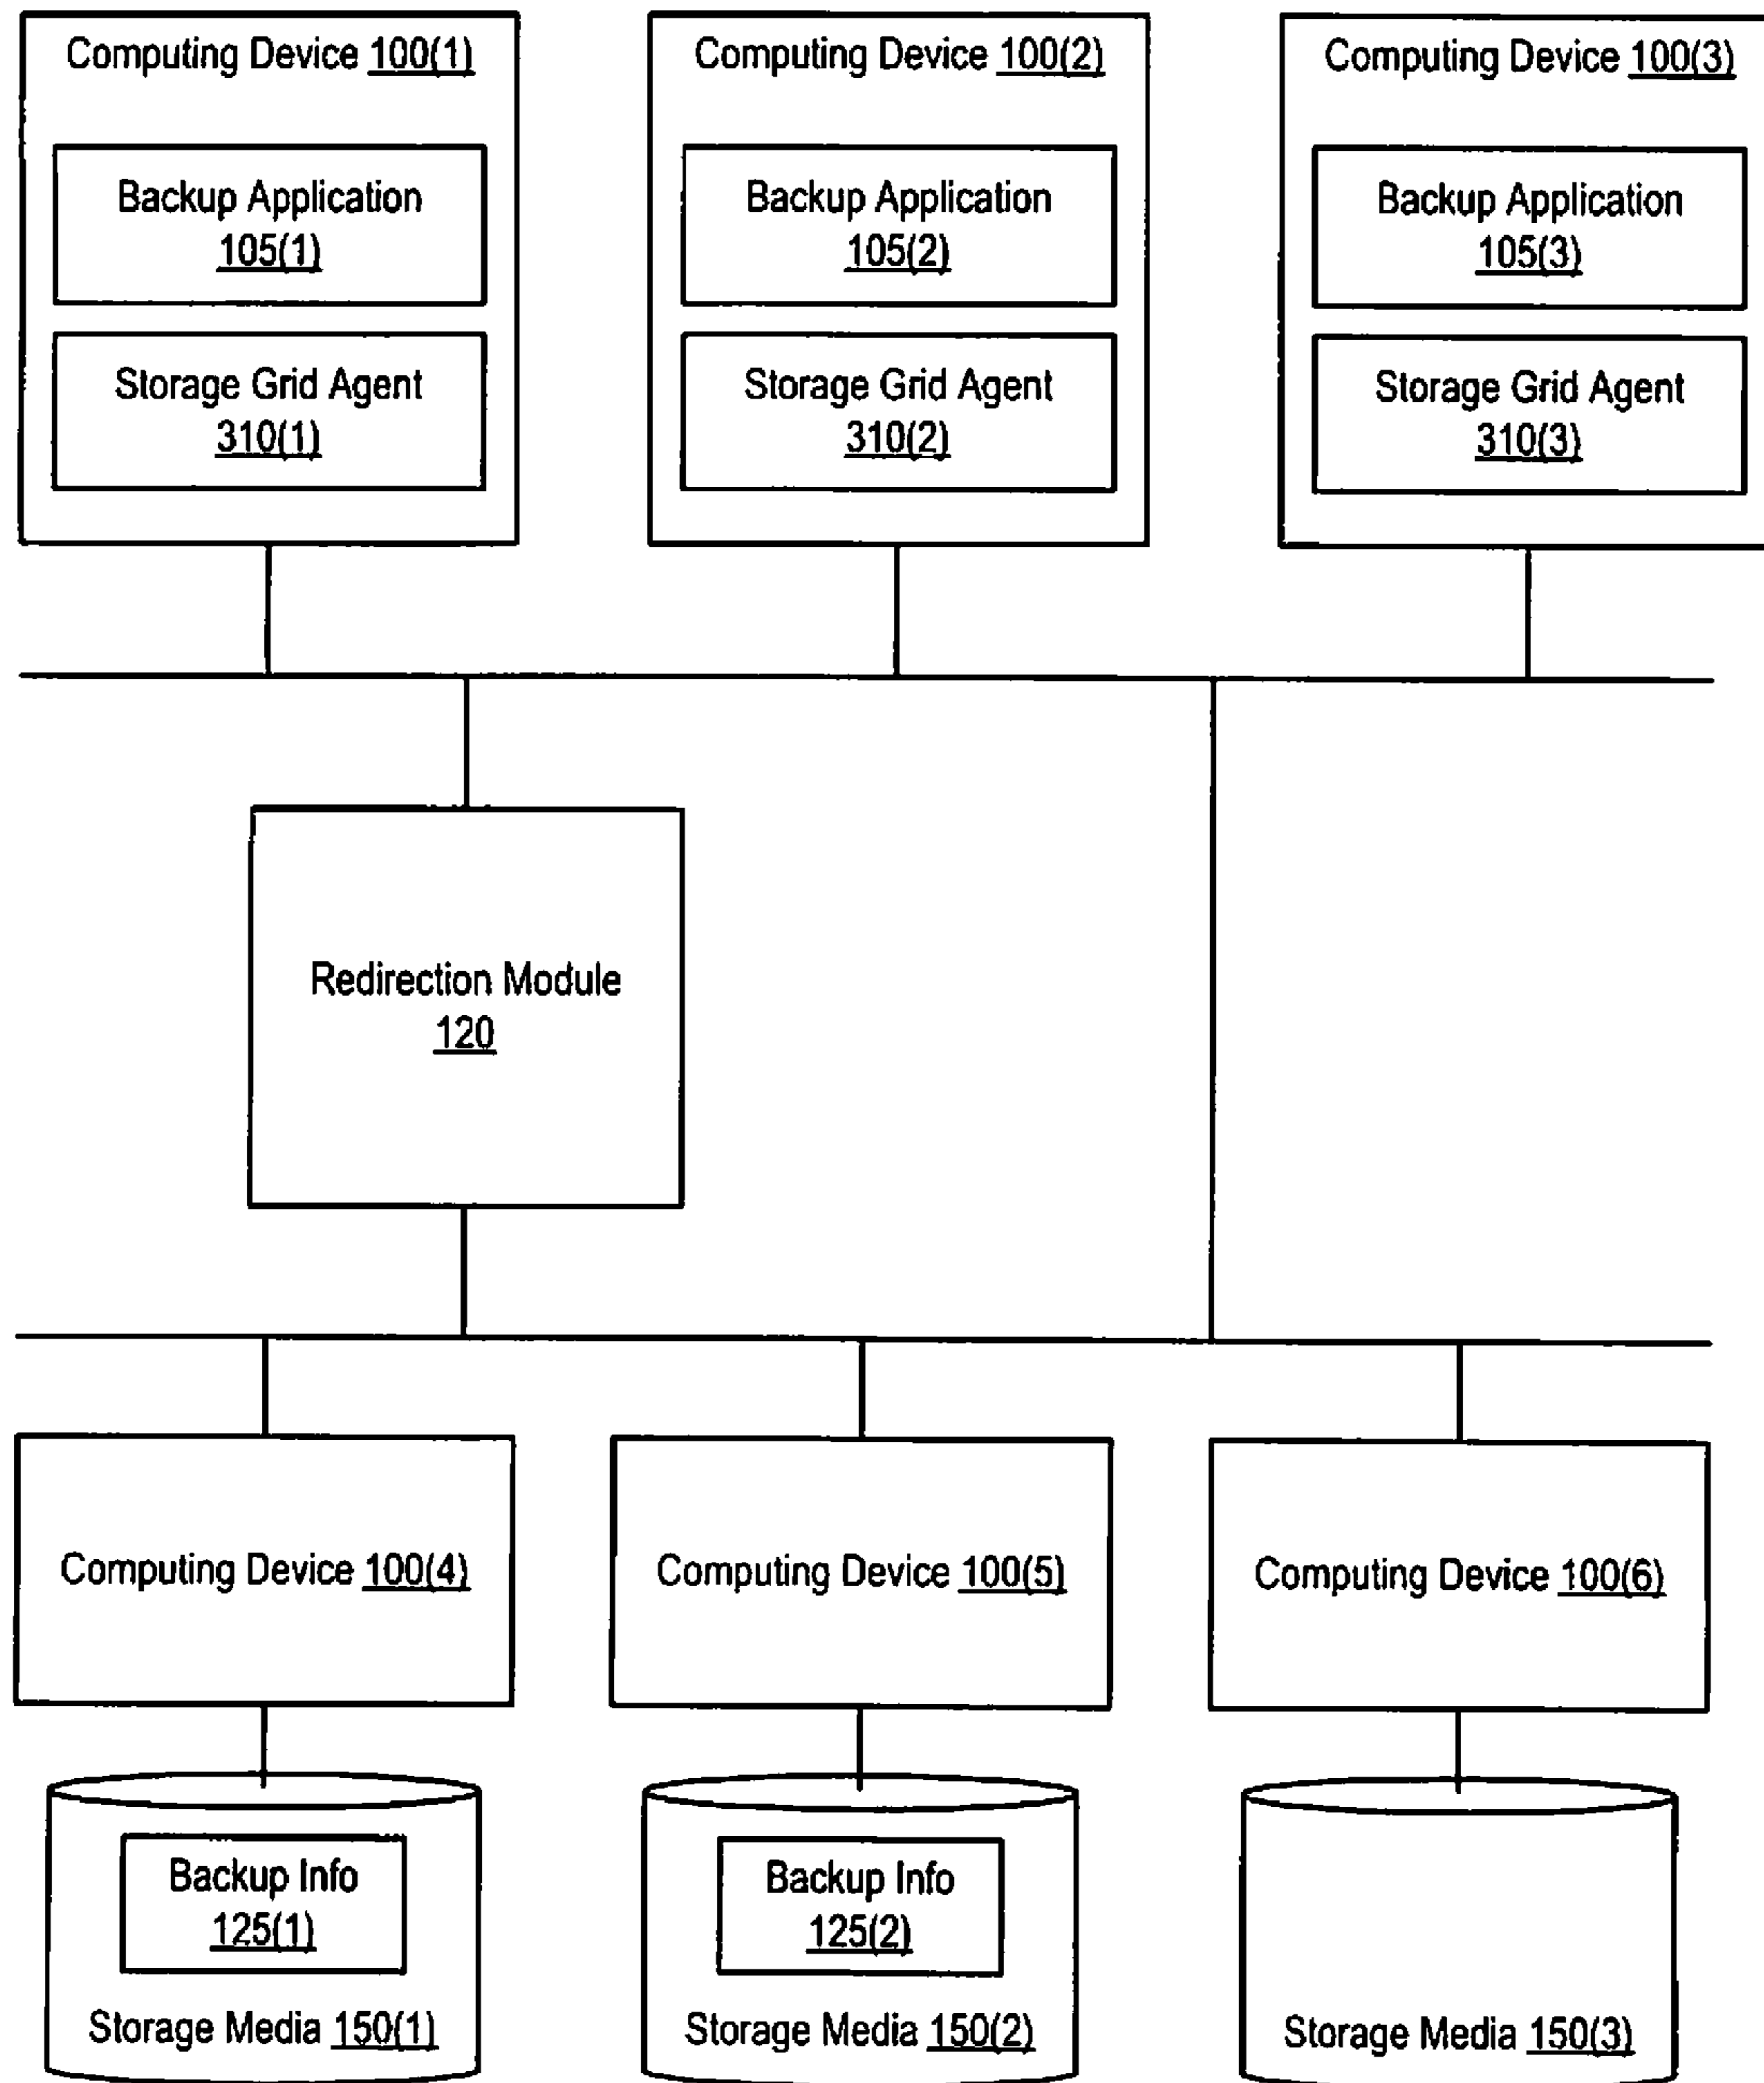 Computing Device 100(1)
Backup Application
105(1)
Storage Grid Agent
310(1)
Computing Device 100(2)
Backup Application
105(2)
Storage Grid Agent
310(2)
Computing Device 100(3)
Backup Application
105(3)
Storage Grid Agent
310(3)
Redirection Module
120
Computing Device 100(4)
Computing Device 100(5)
Computing Device 100(6)
Backup Info
125(1)
Storage Media 150(1)
Backup Info
125(2)
Storage Media 150(2)
Storage Media 150(3)